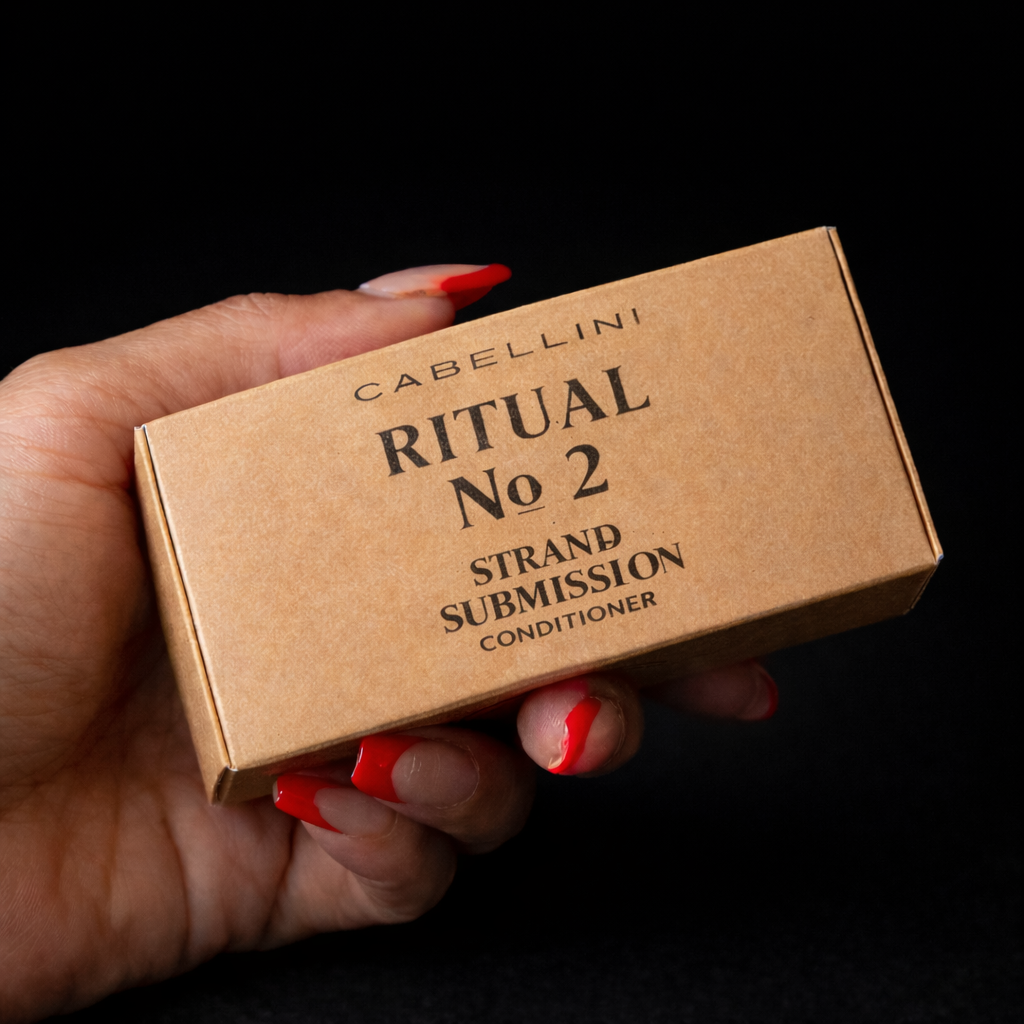 CABELLINI
RITUAL
No 2
STRAND
SUBMISSION
CONDITIONER